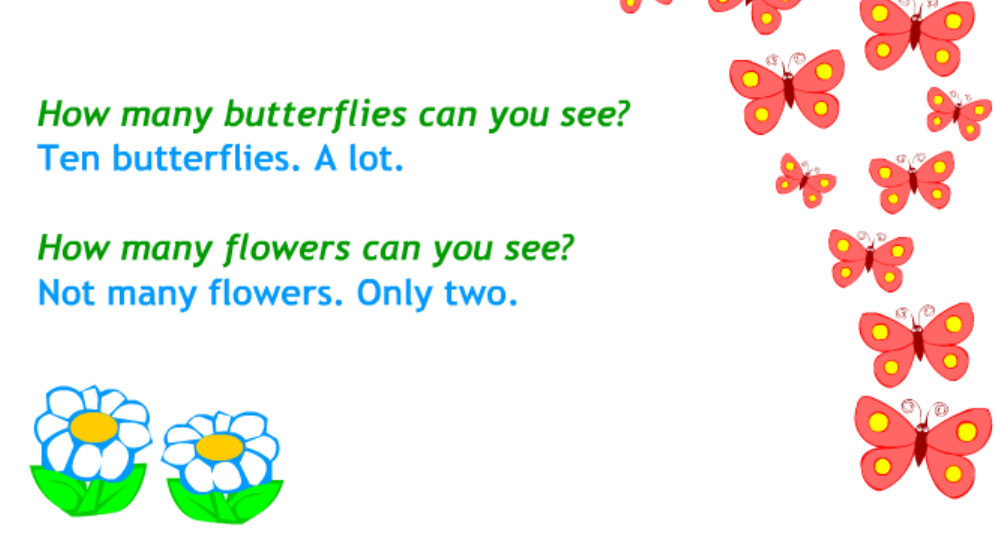 How many butterflies can you see?
Ten butterflies. A lot.
How many flowers can you see?
Not many flowers. Only two.